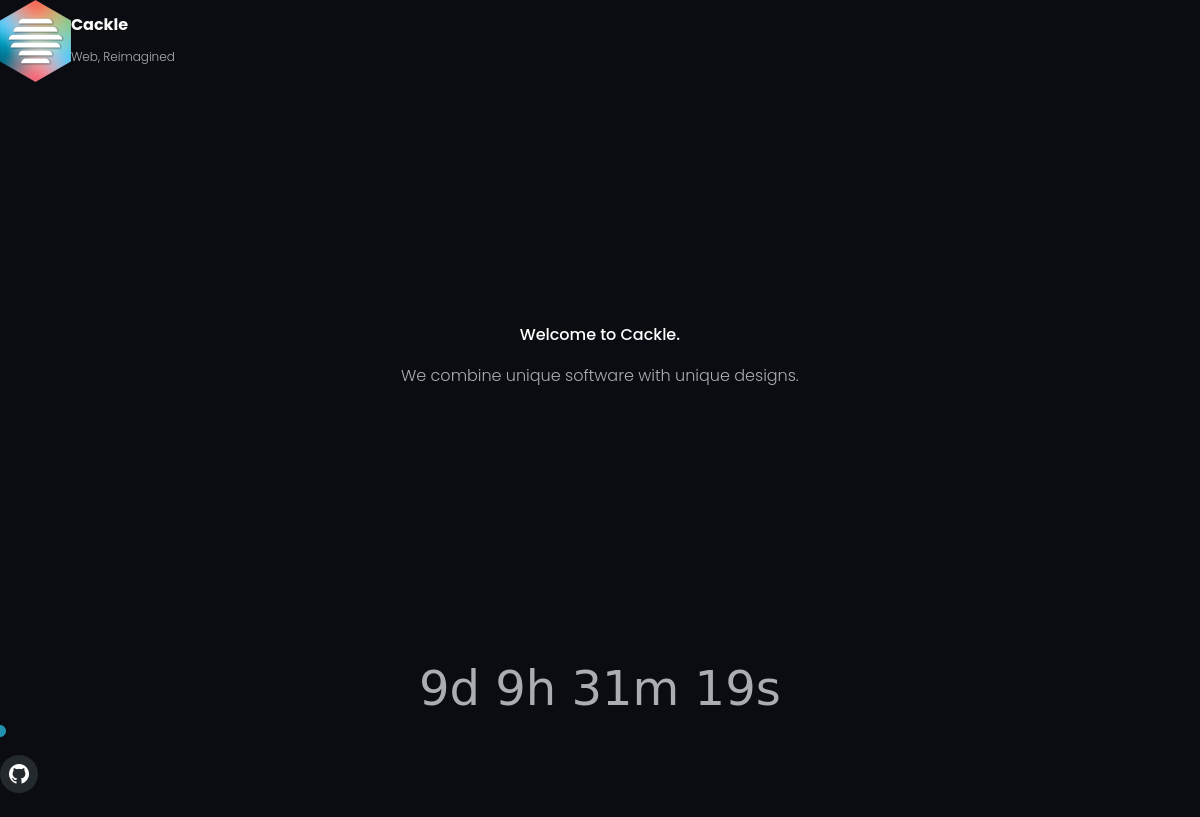 Cackle
Web, Reimagined
Welcome to Cackle.
We combine unique software with unique designs.
9d 9h 31m 19s